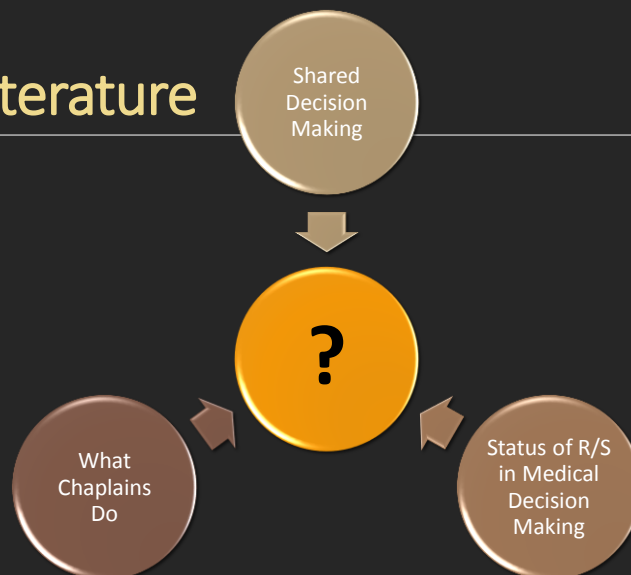 terature
Shared
Decision
Making
?
What
Chaplains
Do
Status of R/S
in Medical
Decision
Making